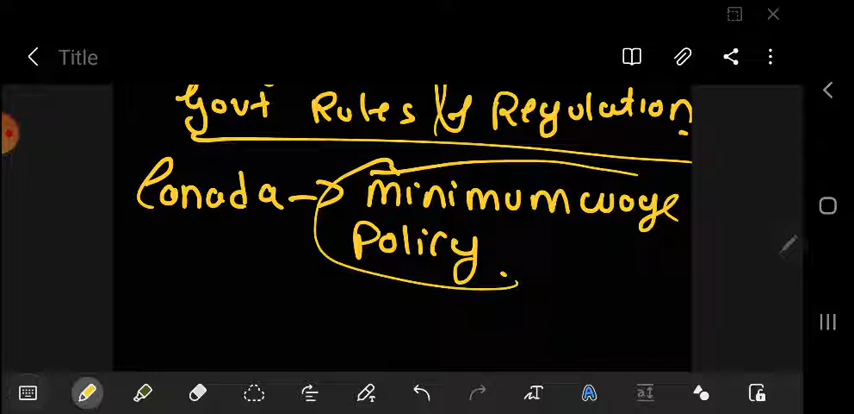 Title
Govt Rules & Regulation
Canada → minimum wage
Policy.